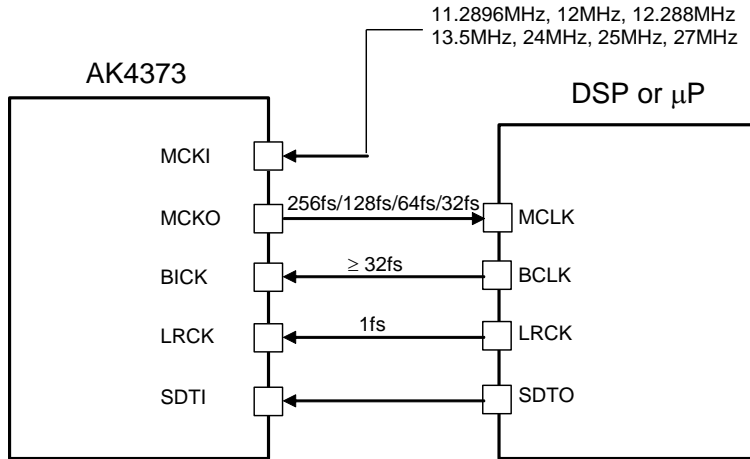 11.2896MHz, 12MHz, 12.288MHz
13.5MHz, 24MHz, 25MHz, 27MHz
AK4373
DSP or μP
MCKI
MCKO
256fs/128fs/64fs/32fs
MCLK
BICK
≥ 32fs
BCLK
LRCK
1fs
LRCK
SDTI
SDTO